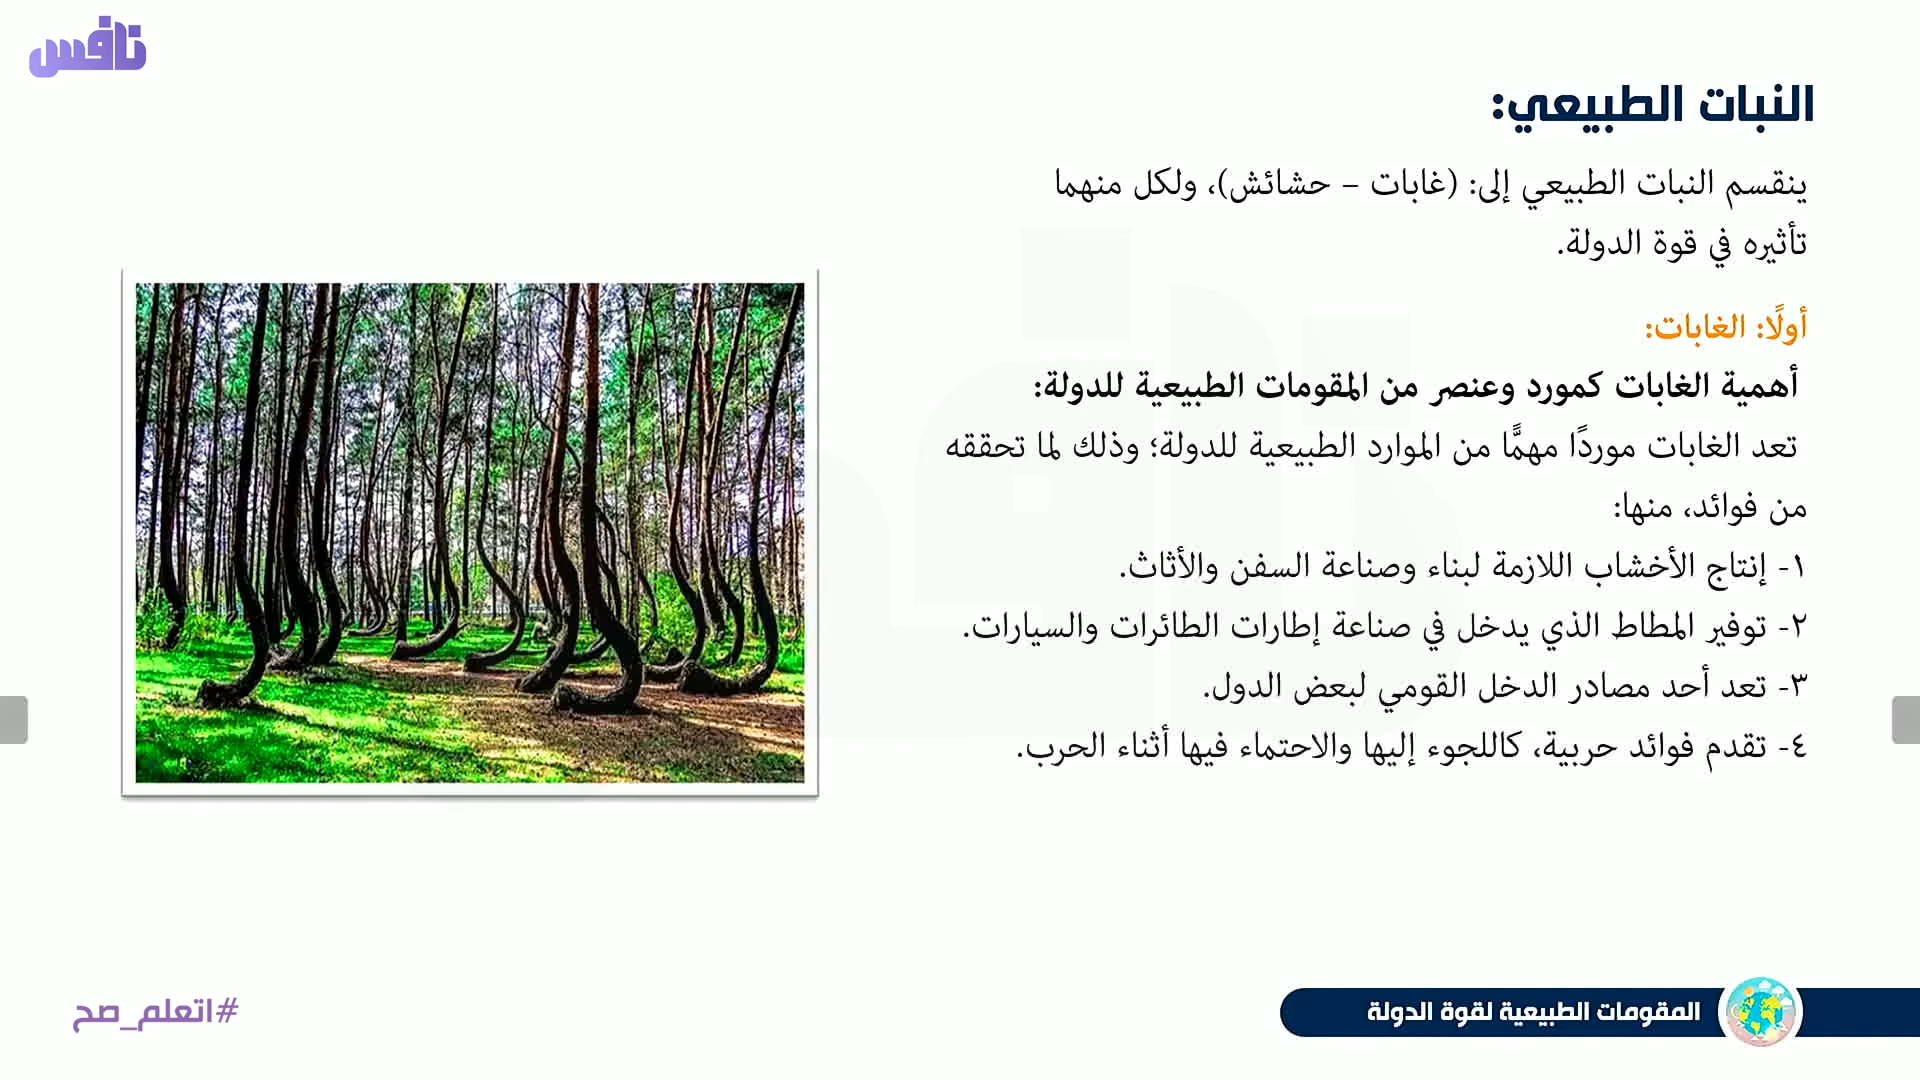 نافس
النبات الطبيعي:
ينقسم النبات الطبيعي إلى: (غابات – حشائش)، ولكل منهما
تأثيره في قوة الدولة.
أولًا: الغابات:
أهمية الغابات كمورد وعنصر من المقومات الطبيعية للدولة:
تعد الغابات موردًا مهمًّا من الموارد الطبيعية للدولة؛ وذلك لما تحققه
من فوائد، منها:
١- إنتاج الأخشاب اللازمة لبناء وصناعة السفن والأثاث.
٢- توفير المطاط الذي يدخل في صناعة إطارات الطائرات والسيارات.
٣- تعد أحد مصادر الدخل القومي لبعض الدول.
٤- تقدم فوائد حربية، كاللجوء إليها والاحتماء فيها أثناء الحرب.
المقومات الطبيعية لقوة الدولة
#اتعلم_صح